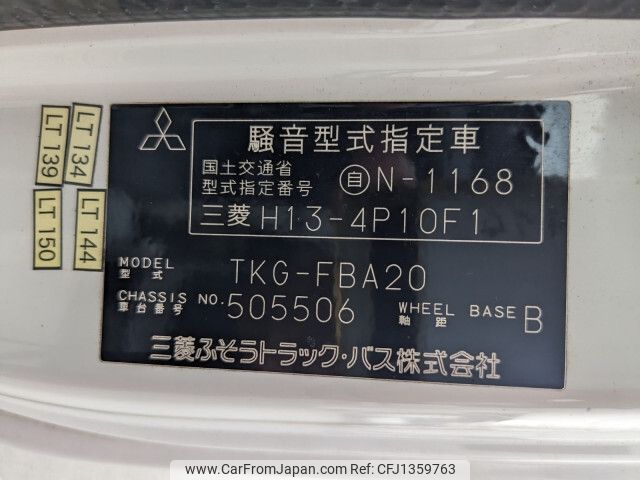 LT 139
LT 134
LT 150
LT 144
騒音型式指定車
国土交通省
型式指定番号 自N-1168
三菱 H13-4P10F1
MODEL
型式 TKG-FBA20
CHASSIS NO.
車台番号 505506 WHEEL BASE
軸距 B
三菱ふそうトラック・バス株式会社
www.CarFromJapan.com | CFJ1359763